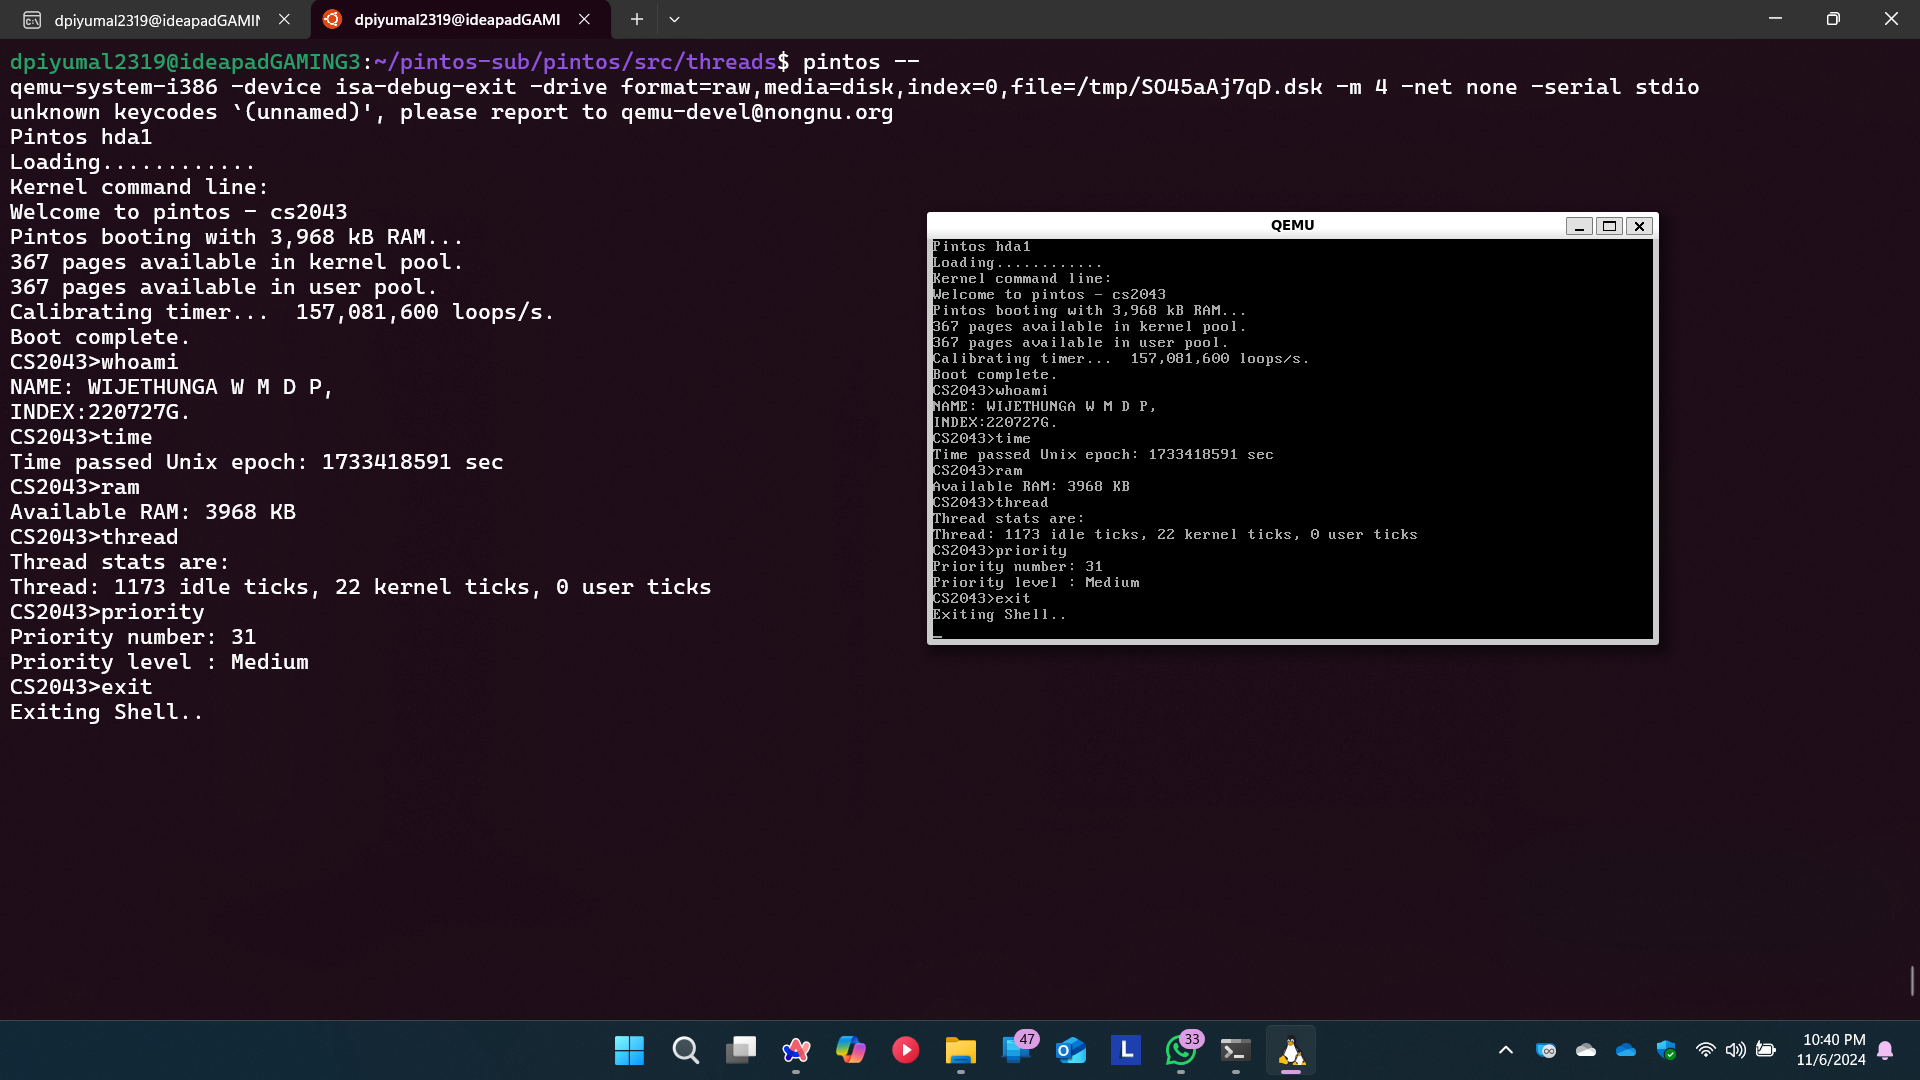 dpiyumal2319@ideapadGAMIN
dpiyumal2319@ideapadGAMI
dpiyumal2319@ideapadGAMING3:~/pintos-sub/pintos/src/threads$ pintos --
qemu-system-i386 -device isa-debug-exit -drive format=raw,media=disk,index=0,file=/tmp/SO45aAj7qD.dsk -m 4 -net none -serial stdio
unknown keycodes `(unnamed)', please report to qemu-devel@nongnu.org
Pintos hda1
Loading............
Kernel command line:
Welcome to pintos - cs2043
Pintos booting with 3,968 kB RAM...
367 pages available in kernel pool.
367 pages available in user pool.
Calibrating timer...  157,081,600 loops/s.
Boot complete.
CS2043>whoami
NAME: WIJETHUNGA W M D P,
INDEX:220727G.
CS2043>time
Time passed Unix epoch: 1733418591 sec
CS2043>ram
Available RAM: 3968 KB
CS2043>thread
Thread stats are:
Thread: 1173 idle ticks, 22 kernel ticks, 0 user ticks
CS2043>priority
Priority number: 31
Priority level : Medium
CS2043>exit
Exiting Shell..
QEMU
Pintos hda1
Loading............
Kernel command line:
Welcome to pintos - cs2043
Pintos booting with 3,968 kB RAM...
367 pages available in kernel pool.
367 pages available in user pool.
Calibrating timer...  157,081,600 loops/s.
Boot complete.
CS2043>whoami
NAME: WIJETHUNGA W M D P,
INDEX:220727G.
CS2043>time
Time passed Unix epoch: 1733418591 sec
CS2043>ram
Available RAM: 3968 KB
CS2043>thread
Thread stats are:
Thread: 1173 idle ticks, 22 kernel ticks, 0 user ticks
CS2043>priority
Priority number: 31
Priority level : Medium
CS2043>exit
Exiting Shell..
47
L
33
10:40 PM
11/6/2024